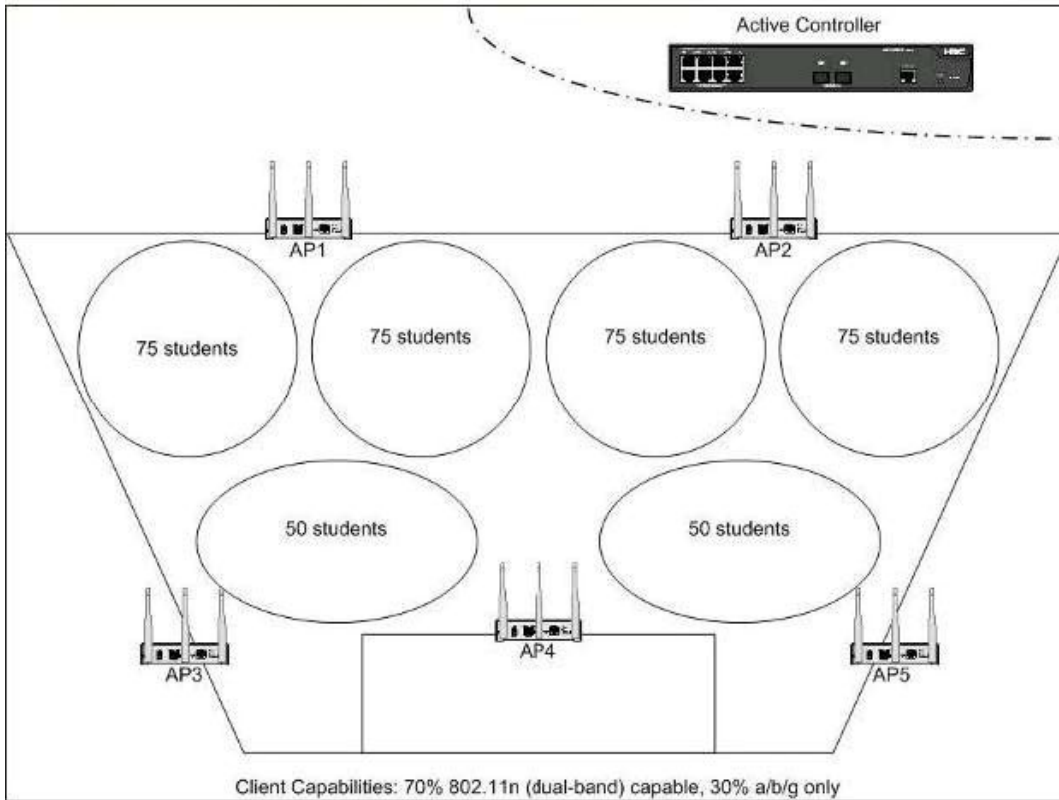 Active Controller
H3C
AP1
AP2
75 students
75 students
75 students
75 students
50 students
50 students
AP3
AP4
AP5
Client Capabilities: 70% 802.11n (dual-band) capable, 30% a/b/g only